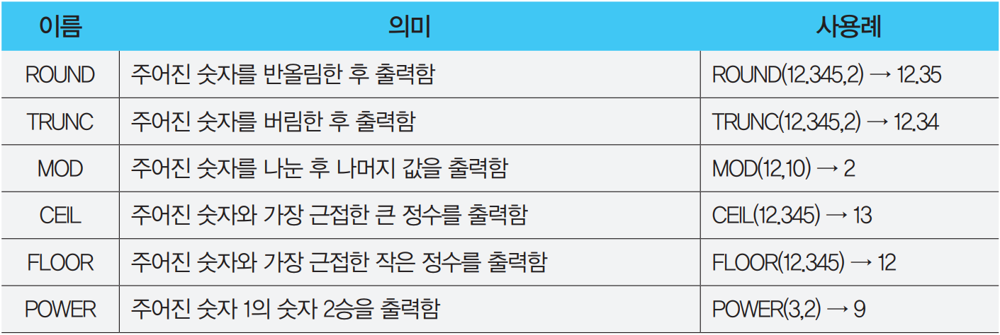 이름 의미 사용례
ROUND 주어진 숫자를 반올림한 후 출력함 ROUND(12.345,2) → 12.35
TRUNC 주어진 숫자를 버림한 후 출력함 TRUNC(12.345,2) → 12.34
MOD 주어진 숫자를 나눈 후 나머지 값을 출력함 MOD(12,10) → 2
CEIL 주어진 숫자와 가장 근접한 큰 정수를 출력함 CEIL(12.345) → 13
FLOOR 주어진 숫자와 가장 근접한 작은 정수를 출력함 FLOOR(12.345) → 12
POWER 주어진 숫자 1의 숫자 2승을 출력함 POWER(3,2) → 9